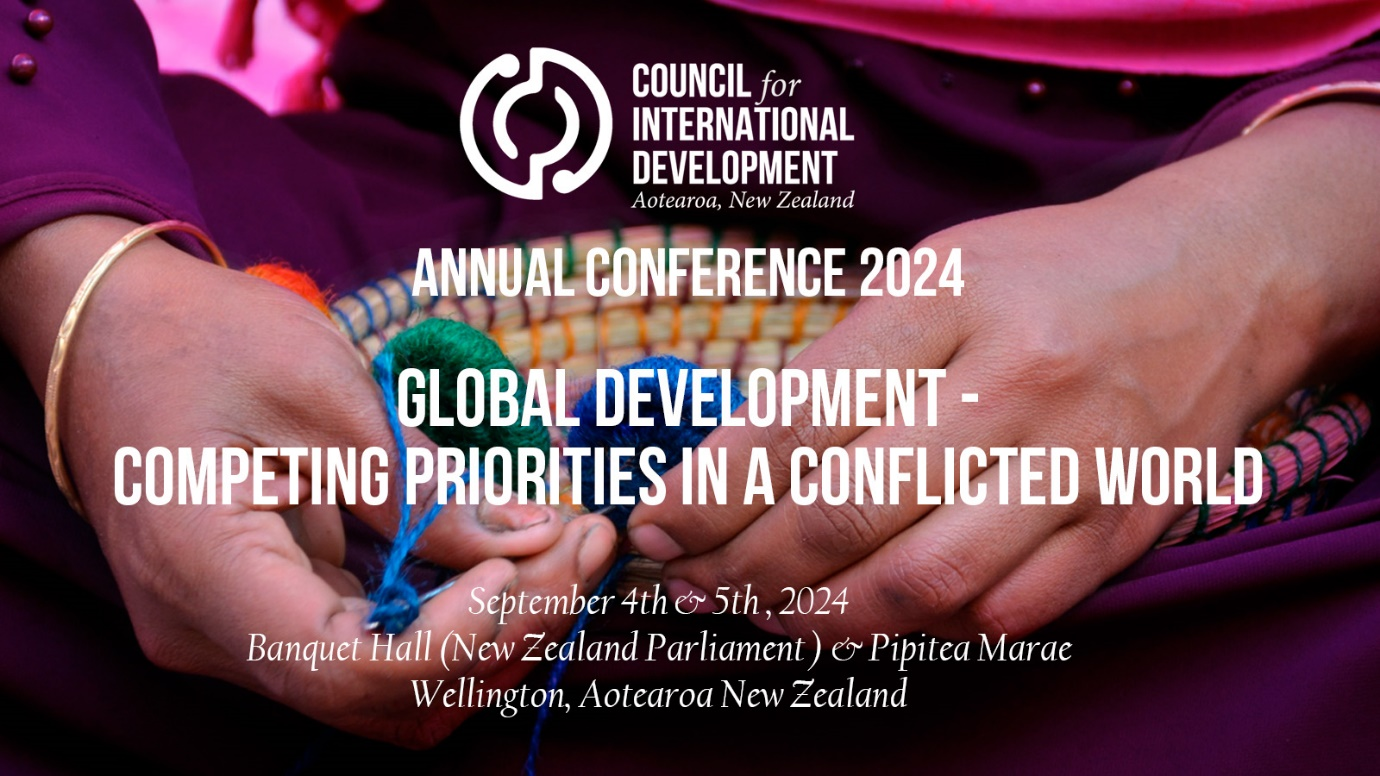 COUNCIL for
INTERNATIONAL
DEVELOPMENT
Aotearoa, New Zealand
ANNUAL CONFERENCE 2024
GLOBAL DEVELOPMENT -
COMPETING PRIORITIES IN A CONFLICTED WORLD
September 4th & 5th , 2024
Banquet Hall (New Zealand Parliament ) & Pipitea Marae
Wellington, Aotearoa New Zealand